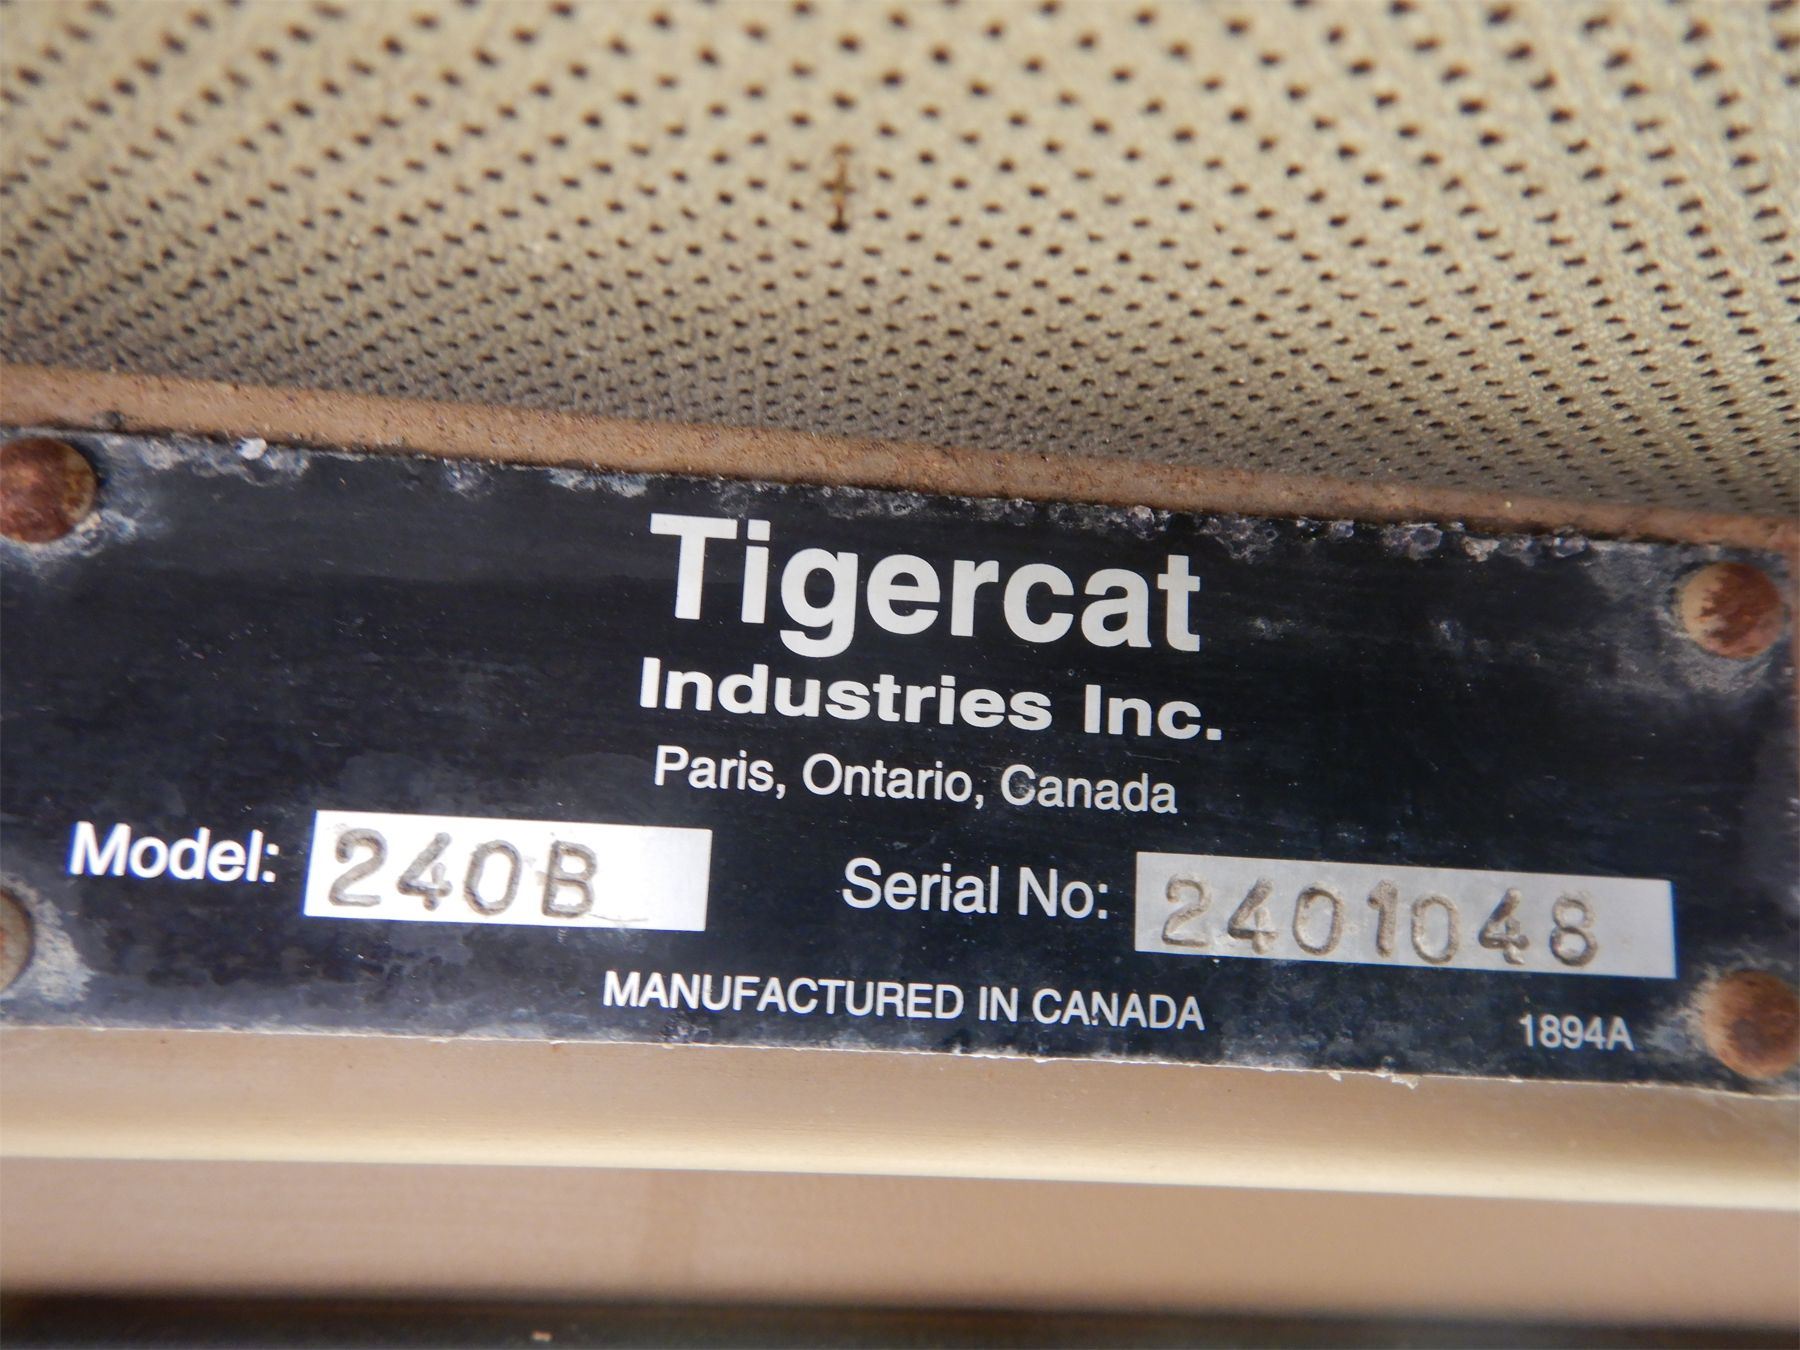 Tigercat
Industries Inc.
Paris, Ontario, Canada
Model: 240B Serial No: 2401048
MANUFACTURED IN CANADA
1894A